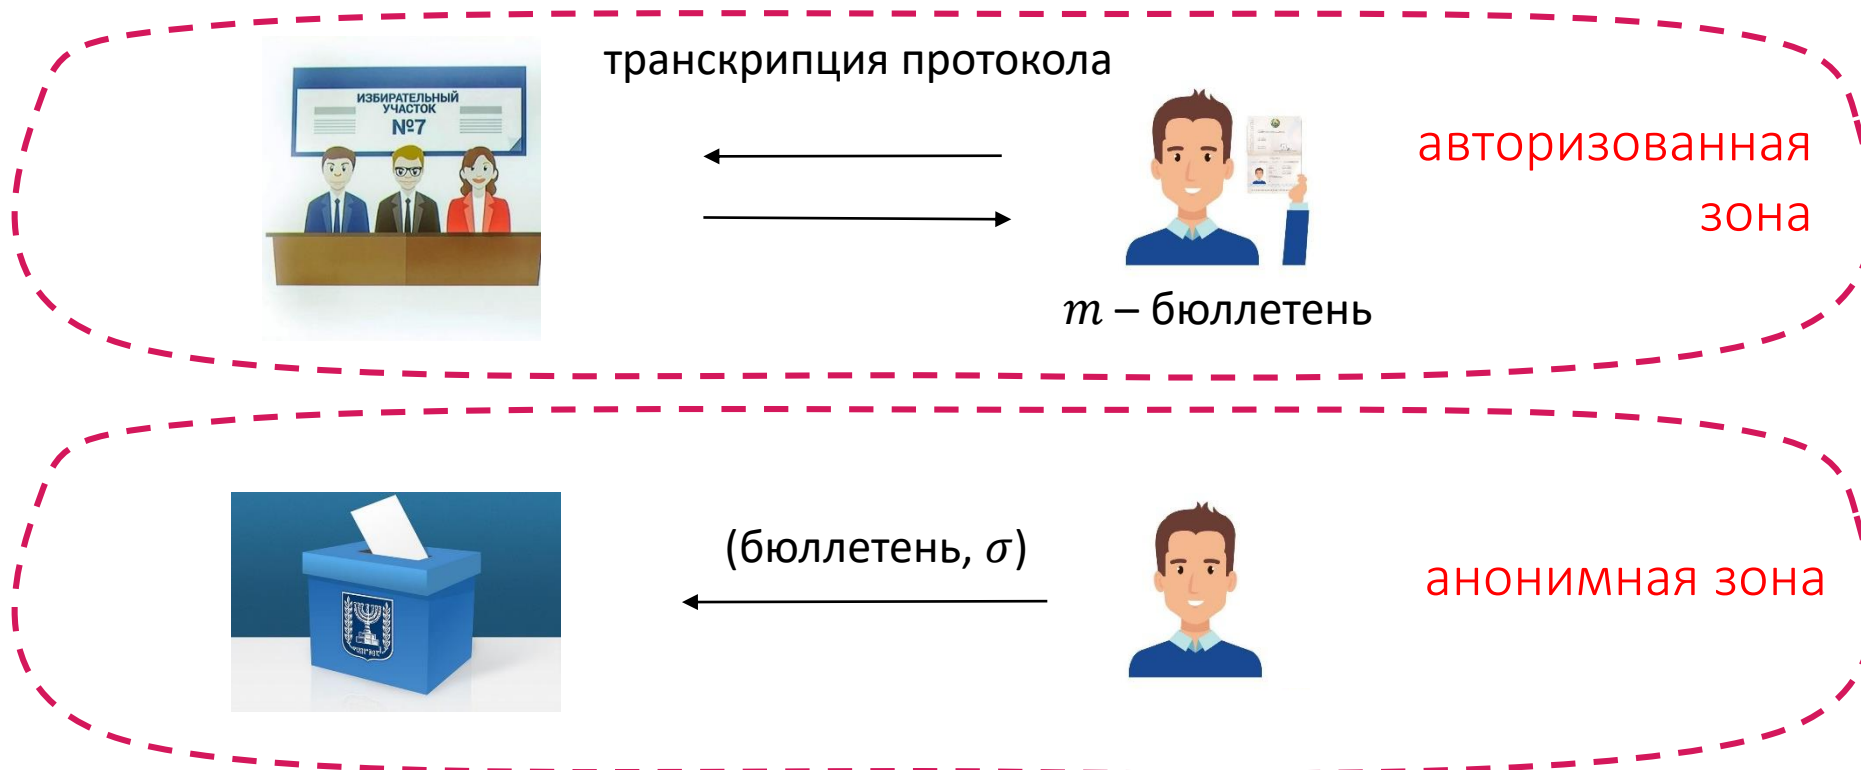 транскрипция протокола
ИЗБИРАТЕЛЬНЫЙ
УЧАСТОК
№7
авторизованная
зона
m – бюллетень
(бюллетень, σ)
анонимная зона